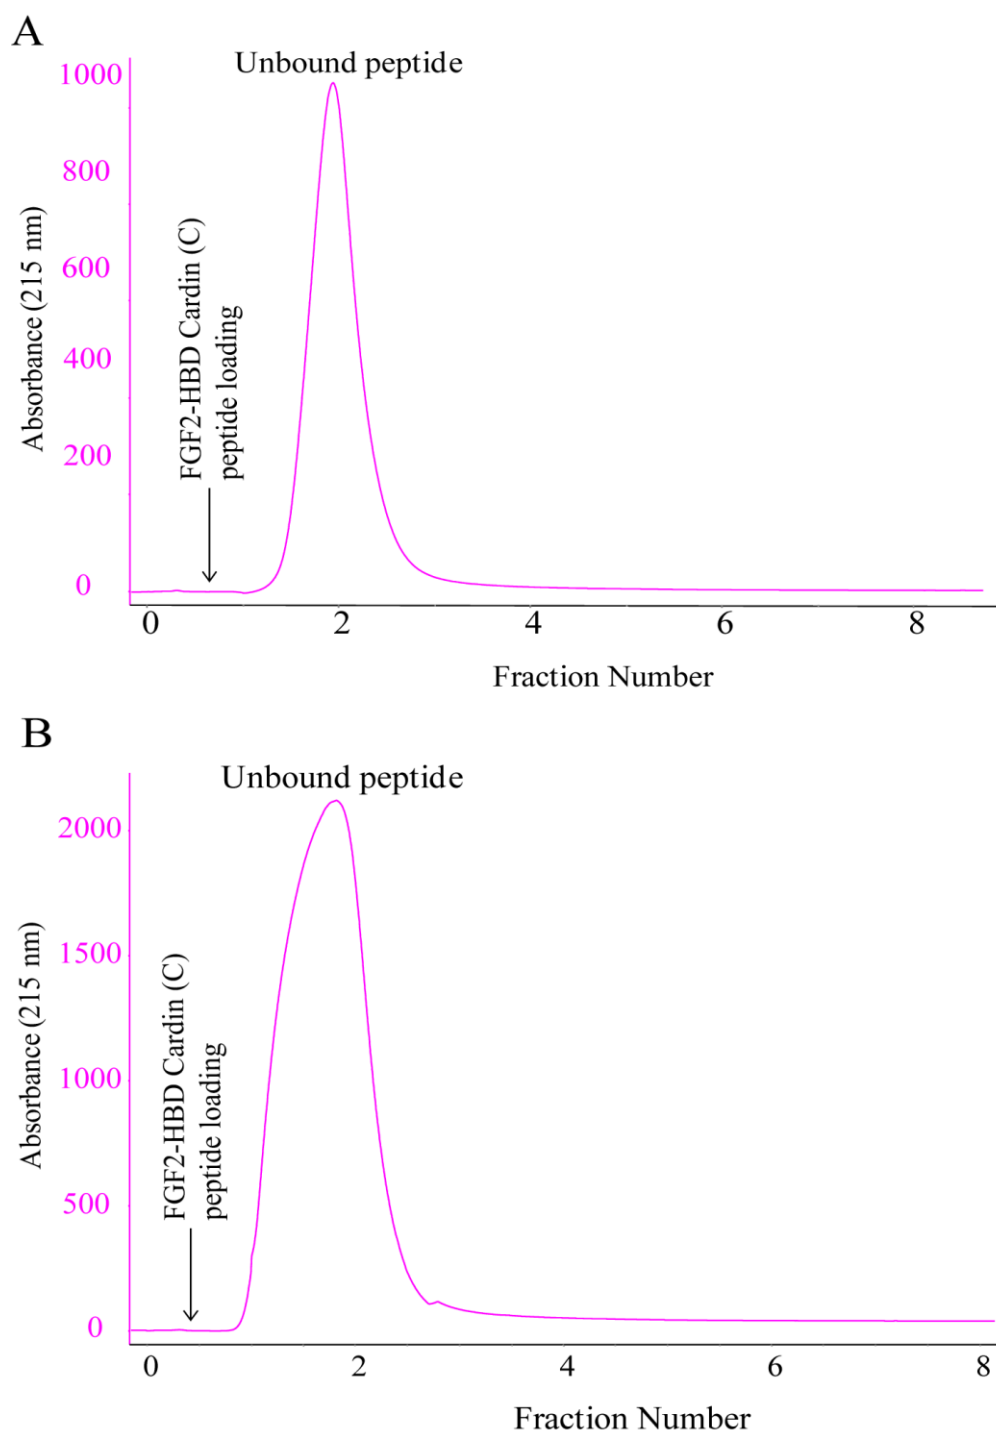 A
Unbound peptide
1000
800
600
400
200
0
Absorbance (215 nm)
FGF2-HBD Cardin (C)
peptide loading
0 2 4 6 8
Fraction Number
B
Unbound peptide
2000
1500
1000
500
0
Absorbance (215 nm)
FGF2-HBD Cardin (C)
peptide loading
0 2 4 6 8
Fraction Number